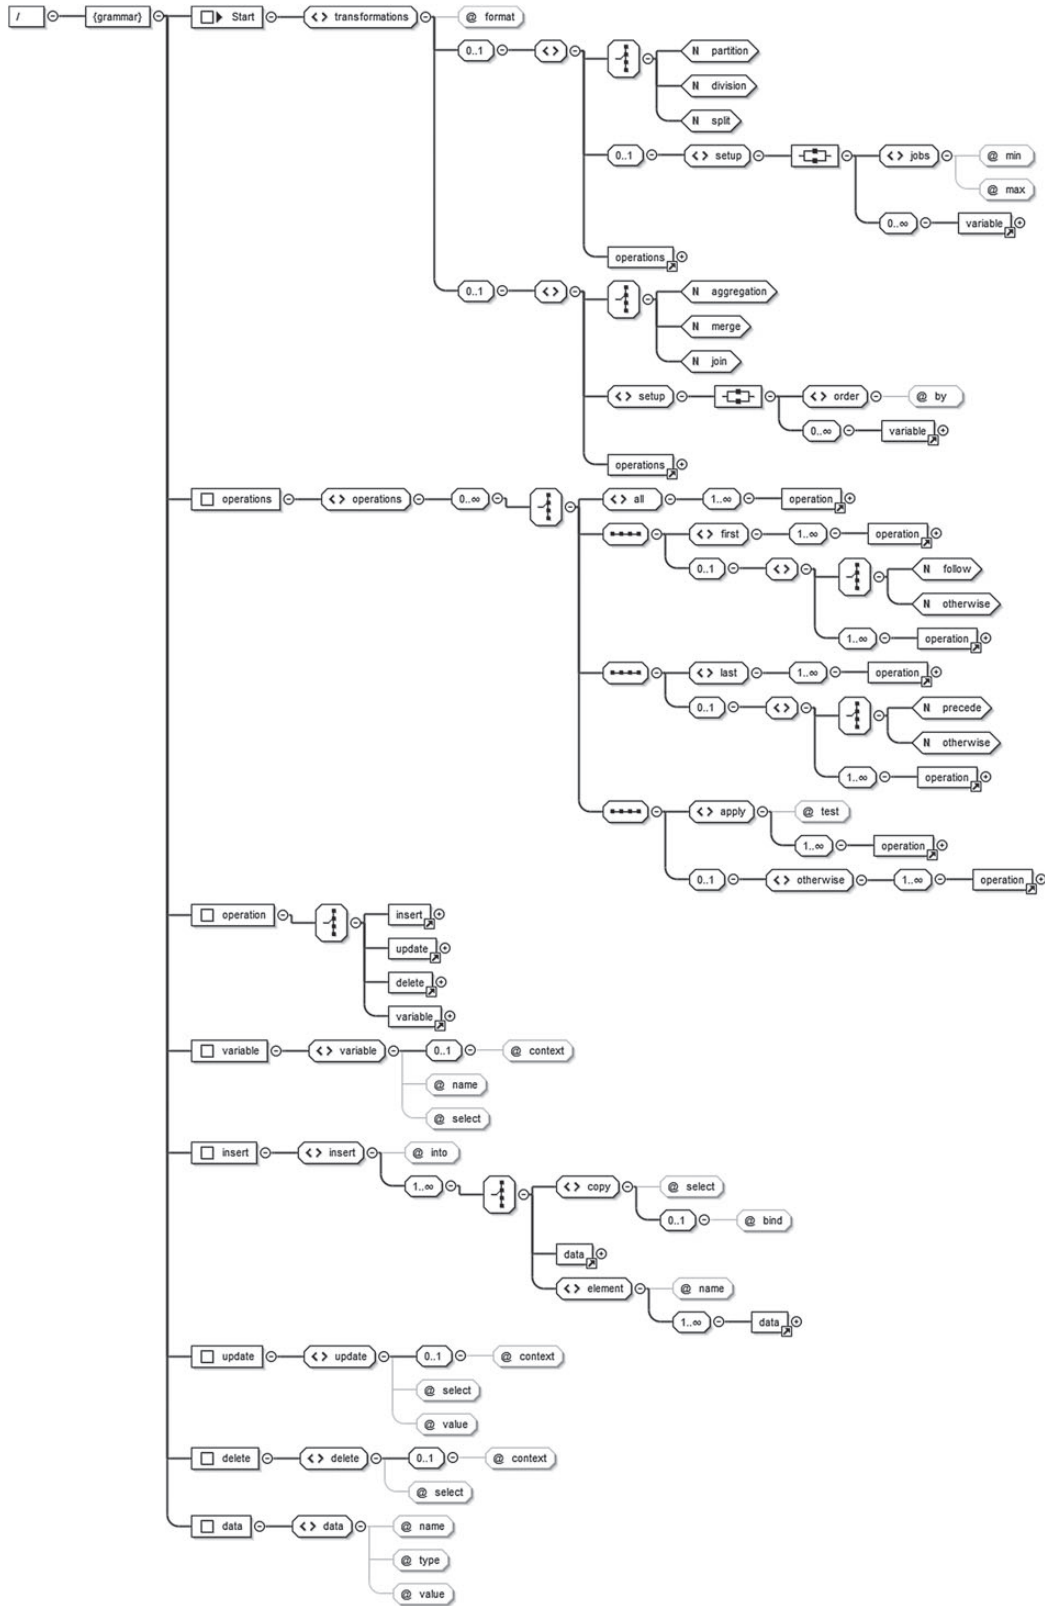 / {grammar} Start < > transformations @ format
0..1 < >
N partition
N division
N split
0..1 < > setup < > jobs @ min
@ max
0..∞ variable
operations
0..1 < >
N aggregation
N merge
N join
< > setup < > order @ by
0..∞ variable
operations
operations < > operations 0..∞ < > all 1..∞ operation
< > first 1..∞ operation
0..1 < > N follow
N otherwise
1..∞ operation
< > last 1..∞ operation
0..1 < > N precede
N otherwise
1..∞ operation
< > apply @ test
1..∞ operation
0..1 < > otherwise 1..∞ operation
operation insert
update
delete
variable
variable < > variable 0..1 @ context
@ name
@ select
insert < > insert @ into
1..∞ < > copy @ select
0..1 @ bind
data
< > element @ name
1..∞ data
update < > update 0..1 @ context
@ select
@ value
delete < > delete 0..1 @ context
@ select
data < > data @ name
@ type
@ value